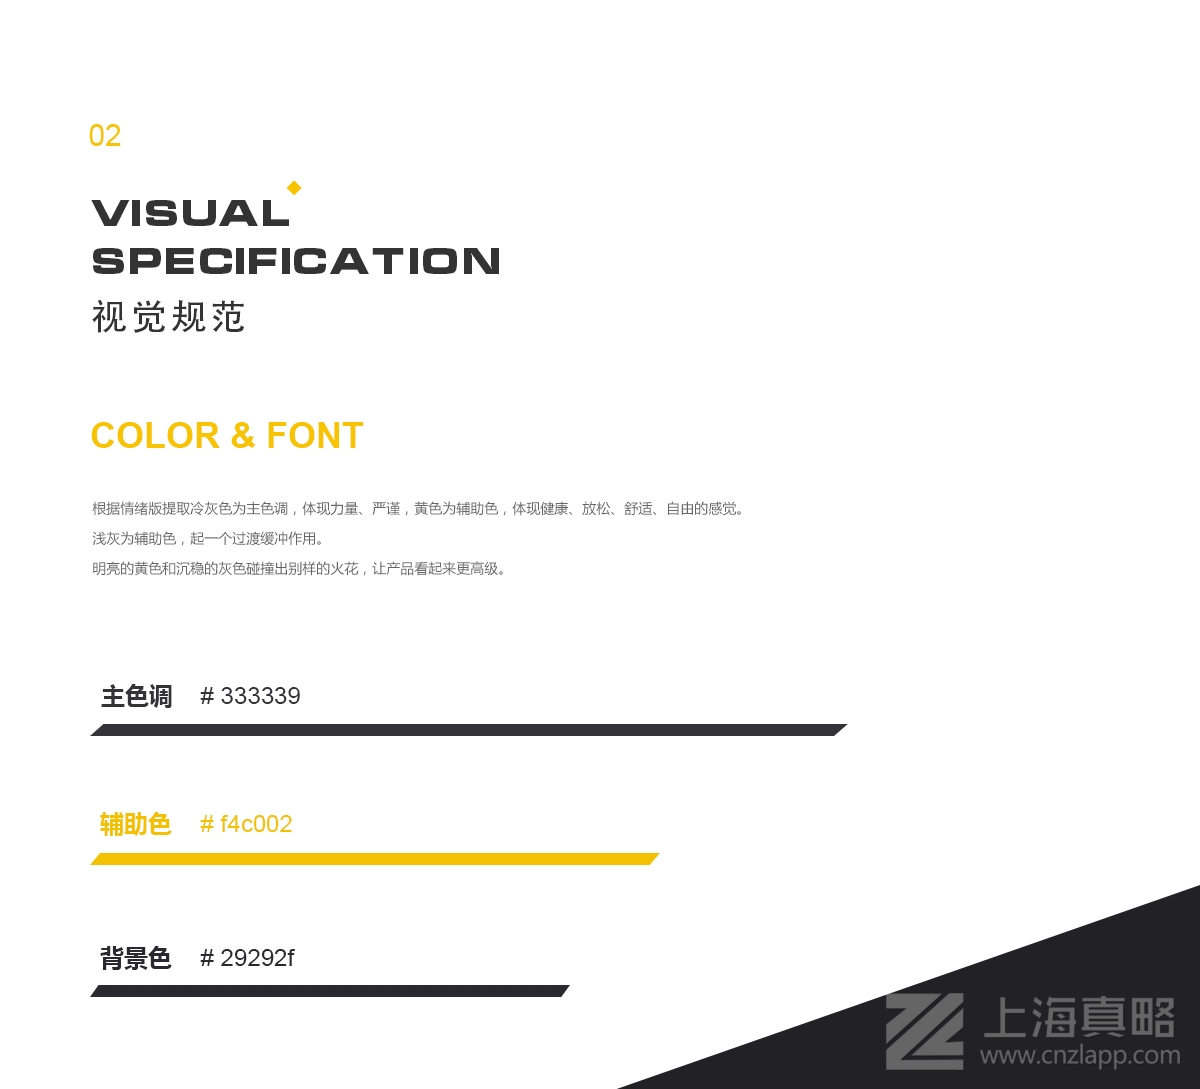 02
VISUAL
SPECIFICATION
视觉规范
COLOR & FONT
根据情绪版提取冷灰色为主色调，体现力量、严谨，黄色为辅助色，体现健康、放松、舒适、自由的感觉。
浅灰为辅助色，起一个过渡缓冲作用。
明亮的黄色和沉稳的灰色碰撞出别样的火花，让产品看起来更高级。
主色调 # 333339
辅助色 # f4c002
背景色 # 29292f
上海真略
www.cnzlapp.com